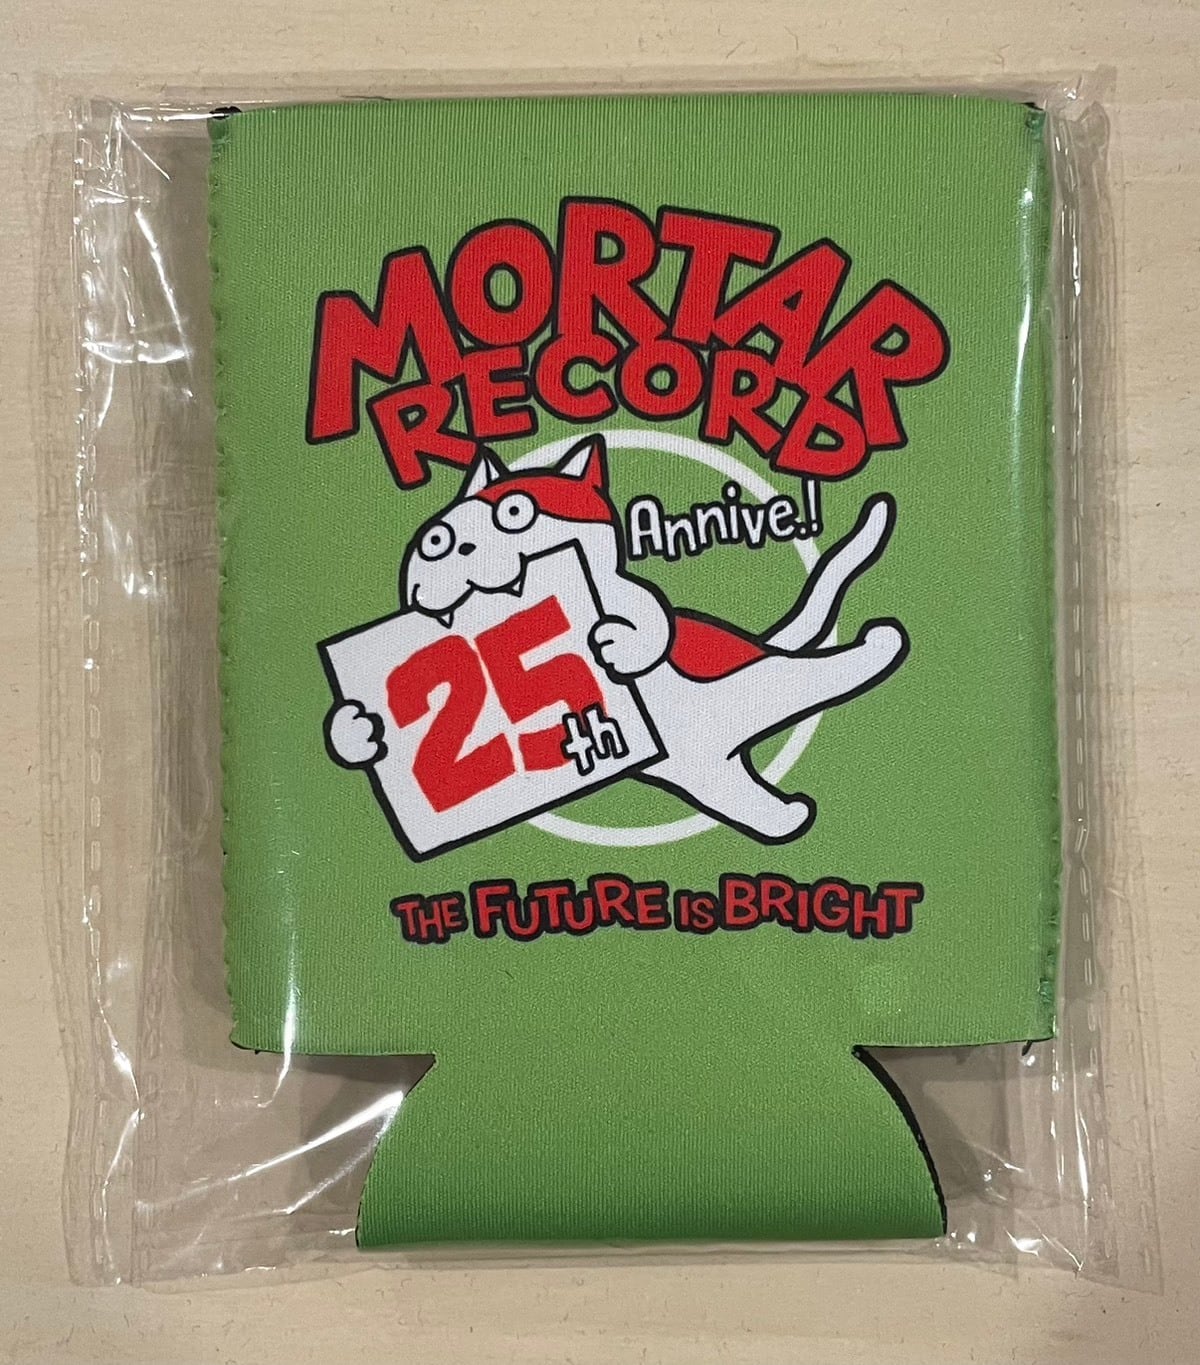 MORTAR
RECORD
Annive.!
25th
THE FUTURE IS BRIGHT